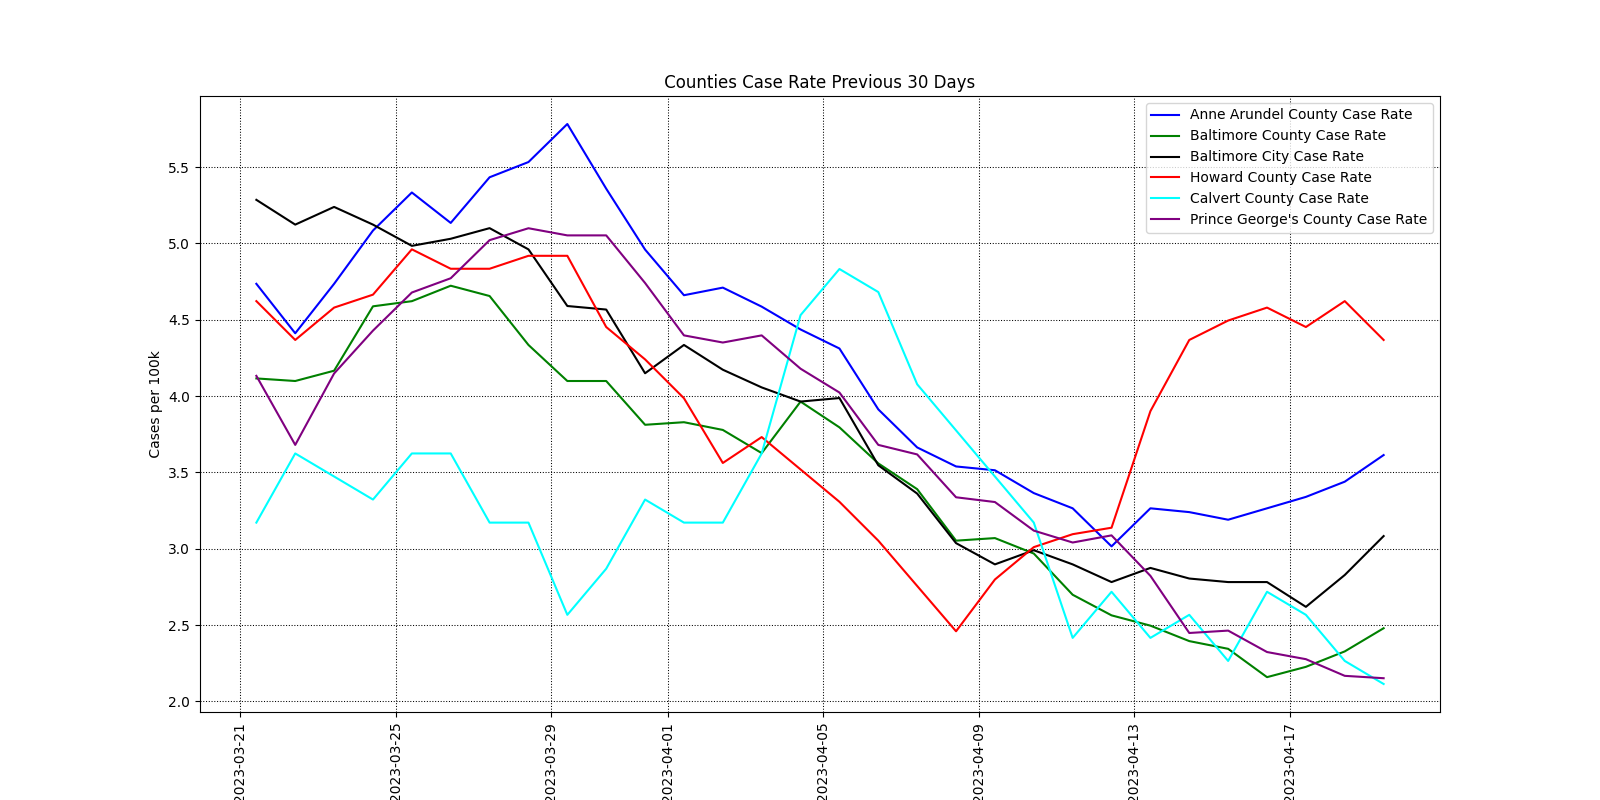 Counties Case Rate Previous 30 Days
Anne Arundel County Case Rate
Baltimore County Case Rate
Baltimore City Case Rate
Howard County Case Rate
Calvert County Case Rate
Prince George's County Case Rate
Cases per 100k
5.5
5.0
4.5
4.0
3.5
3.0
2.5
2.0
2023-03-21
2023-03-25
2023-03-29
2023-04-01
2023-04-05
2023-04-09
2023-04-13
2023-04-17